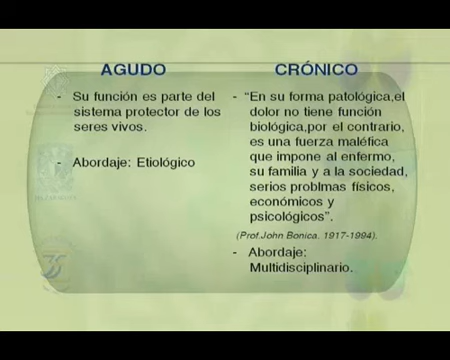 AGUDO
- Su función es parte del
sistema protector de los
seres vivos.
- Abordaje: Etiológico
CRÓNICO
- "En su forma patológica,el
dolor no tiene función
biológica,por el contrario,
es una fuerza maléfica
que impone al enfermo,
su familia y a la sociedad,
serios problmas físicos,
económicos y
psicológicos".
(Prof.John Bonica. 1917-1994).
- Abordaje:
Multidisciplinario.